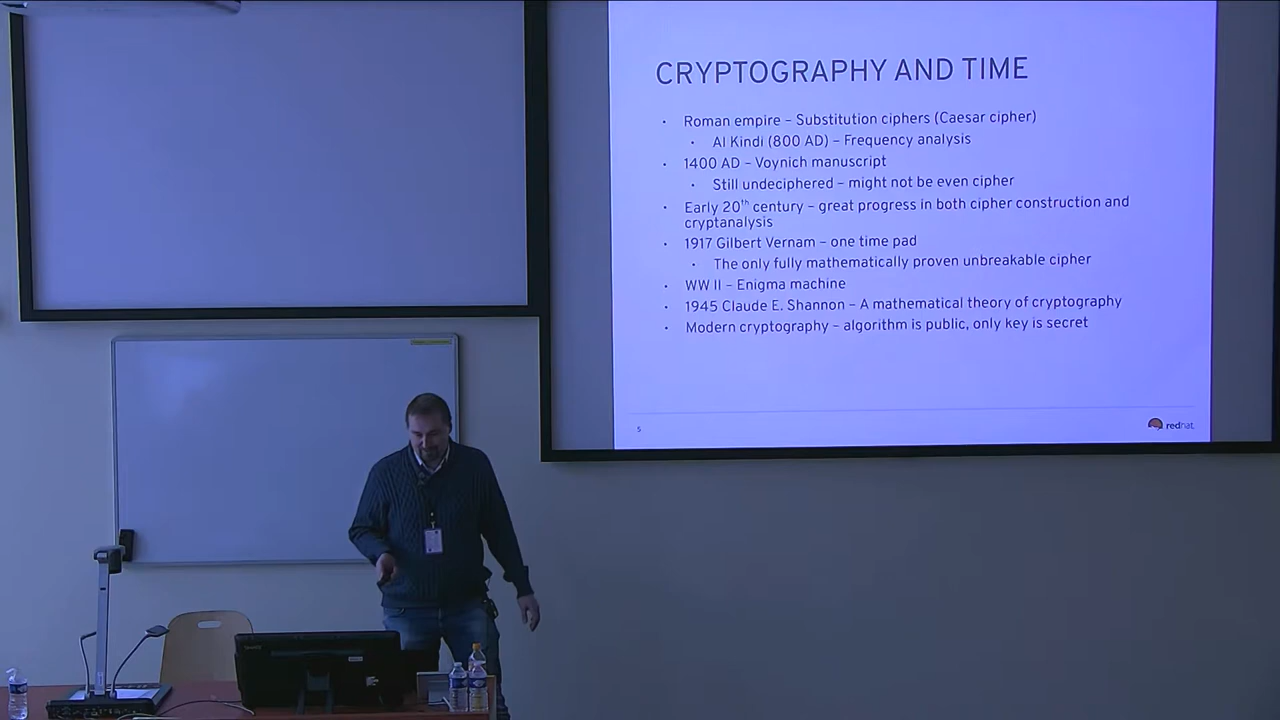 CRYPTOGRAPHY AND TIME
· Roman empire – Substitution ciphers (Caesar cipher)
· Al Kindi (800 AD) – Frequency analysis
· 1400 AD – Voynich manuscript
· Still undeciphered – might not be even cipher
· Early 20th century – great progress in both cipher construction and
cryptanalysis
· 1917 Gilbert Vernam – one time pad
· The only fully mathematically proven unbreakable cipher
· WW II – Enigma machine
· 1945 Claude E. Shannon – A mathematical theory of cryptography
· Modern cryptography – algorithm is public, only key is secret
5
redhat.